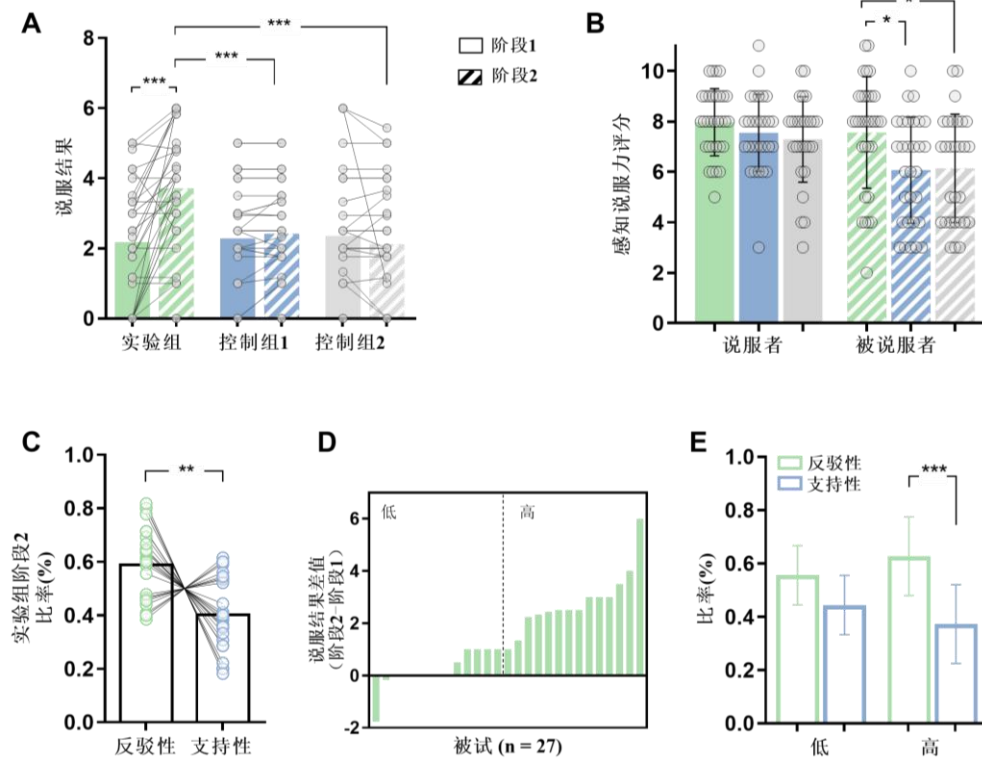 A
说服结果
8
6
4
2
0
***
***
***
阶段1
阶段2
实验组
控制组1
控制组2
B
感知说服力评分
10
8
6
4
2
0
*
*
说服者
被说服者
C
实验组阶段2
比率(%)
1.0
0.8
0.6
0.4
0.2
0.0
**
反驳性
支持性
D
说服结果差值
(阶段2-阶段1)
6
4
2
0
-2
低
高
被试 (n = 27)
E
比率(%)
1.0
0.8
0.6
0.4
0.2
0.0
反驳性
支持性
***
低
高